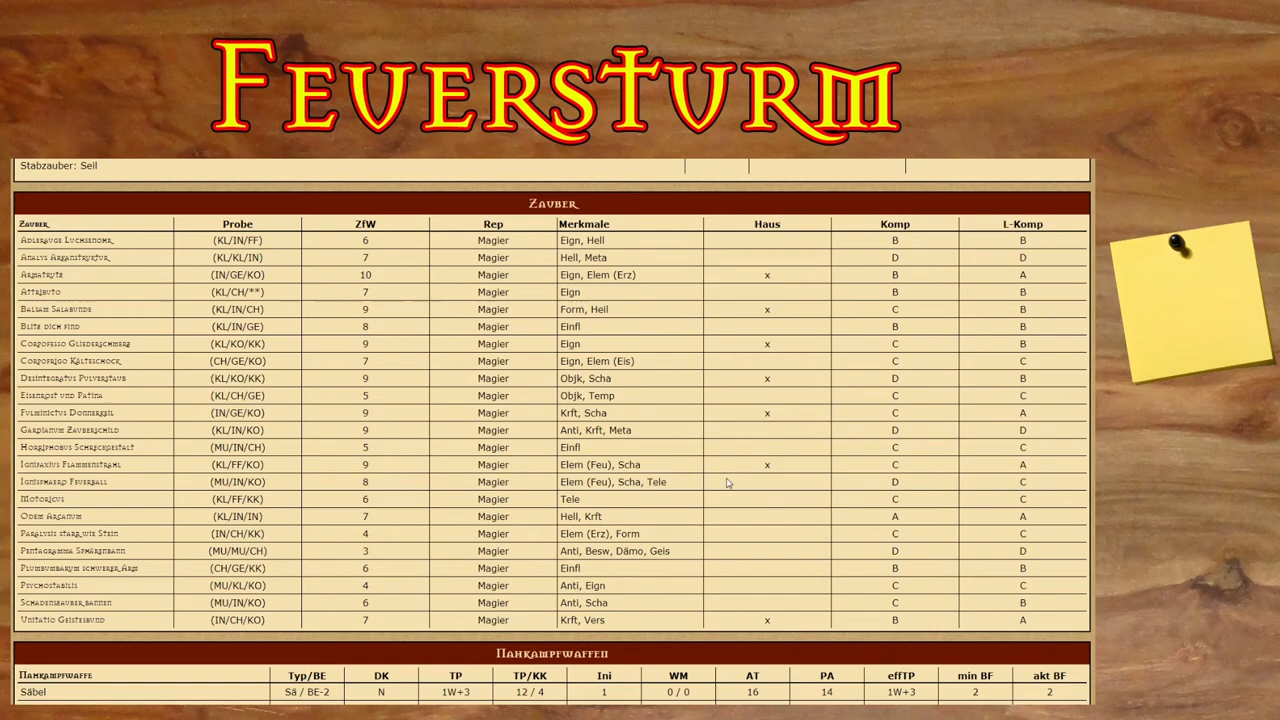 Feuersturm
Stabzauber: Seil
Zauber
Zauber Probe ZfW Rep Merkmale Haus Komp L-Komp
Adlerauge Luchsenohr (KL/IN/FF) 6 Magier Eign, Hell B B
Analys Arkanstruktur (KL/KL/IN) 7 Magier Hell, Meta D D
Armatrutz (IN/GE/KO) 10 Magier Eign, Elem (Erz) x B A
Attributo (KL/CH/**) 7 Magier Eign B B
Balsam Salabunde (KL/IN/CH) 9 Magier Form, Heil x C B
Blitz dich find (KL/IN/GE) 8 Magier Einfl B B
Corpofesso Gliederschmerz (KL/KO/KK) 9 Magier Eign x C B
Corpofrigo Kälteschock (CH/GE/KO) 7 Magier Eign, Elem (Eis) C C
Desintegratus Pulverstaub (KL/KO/KK) 9 Magier Objk, Scha x D B
Eisenrost und Patina (KL/CH/GE) 5 Magier Objk, Temp C C
Fulminictus Donnerkeil (IN/GE/KO) 9 Magier Krft, Scha x C A
Gardianum Zauberschild (KL/IN/KO) 9 Magier Anti, Krft, Meta D D
Horriphobus Schreckgestalt (MU/IN/CH) 5 Magier Einfl C C
Ignifaxius Flammenstrahl (KL/FF/KO) 9 Magier Elem (Feu), Scha x C A
Ignisphaero Feuerball (MU/IN/KO) 8 Magier Elem (Feu), Scha, Tele D C
Motoricus (KL/FF/KK) 6 Magier Tele C C
Odem Arcanum (KL/IN/IN) 7 Magier Hell, Krft A A
Paralysis starr wie Stein (IN/CH/KK) 4 Magier Elem (Erz), Form C C
Pentagramma Sphärenbann (MU/MU/CH) 3 Magier Anti, Besw, Dämo, Geis D D
Plumbumbarum schwerer Arm (CH/GE/KK) 6 Magier Einfl B B
Psychostabilis (MU/KL/KO) 4 Magier Anti, Eign C C
Schadenszauber bannen (MU/IN/KO) 6 Magier Anti, Scha C B
Unitatio Geistesbund (IN/CH/KO) 7 Magier Krft, Vers x B A
Nahkampfwaffen
Nahkampfwaffe Typ/BE DK TP TP/KK Ini WM AT PA effTP min BF akt BF
Säbel Sä / BE-2 N 1W+3 12 / 4 1 0 / 0 16 14 1W+3 2 2